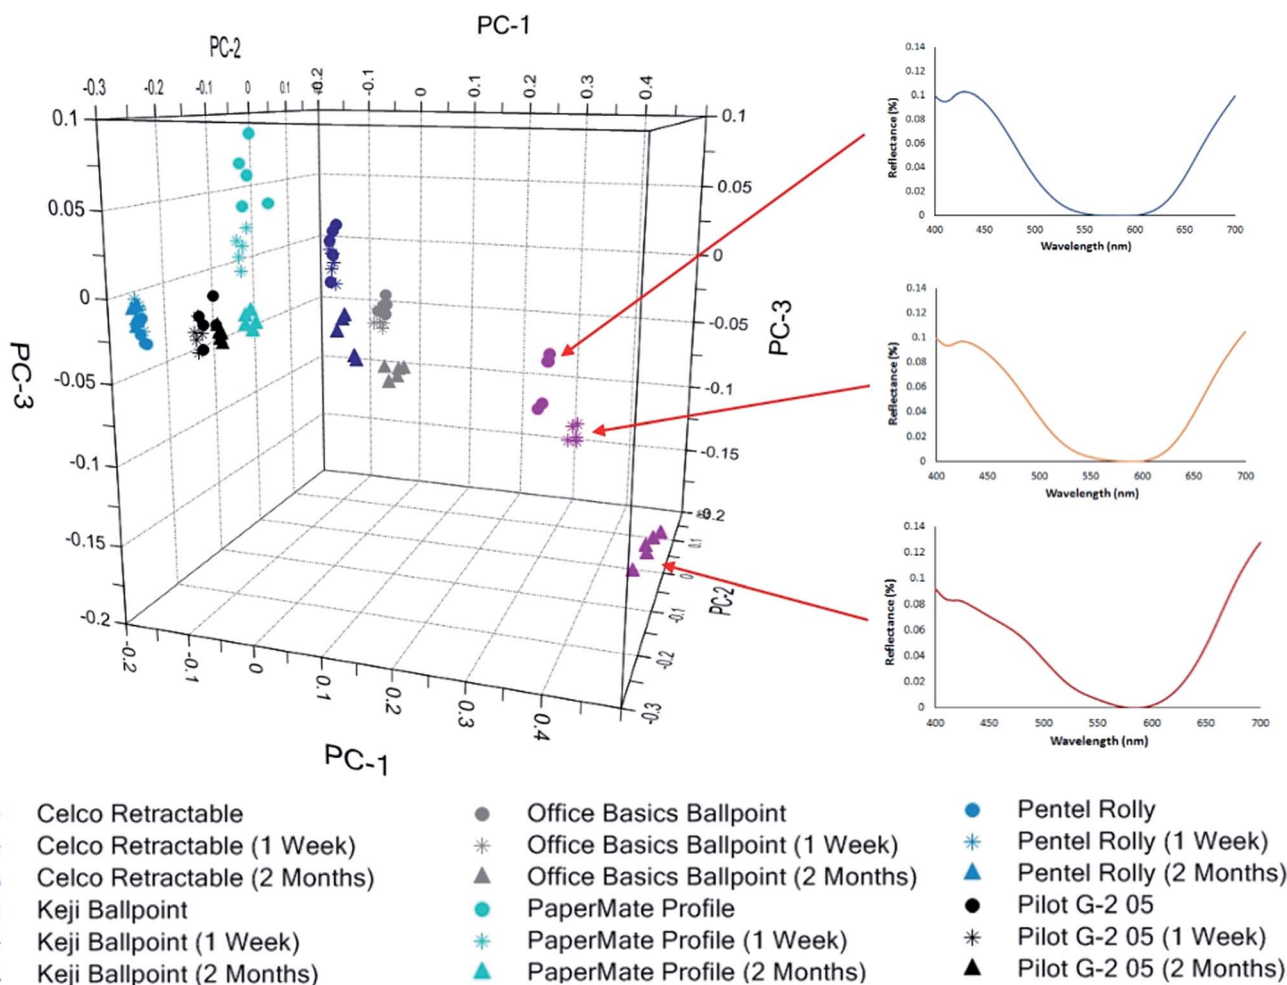 PC-1
PC-2
-0.3 -0.2 -0.1 0 0.1 -0.1 0 0.1 0.2 0.3 0.4
0.1
0.05
0
-0.05
-0.1
-0.15
-0.2
PC-3
0.1
0.05
0
-0.05
-0.1
-0.15
-0.2
PC-3
0.1
0
-0.1
-0.2
-0.3
PC-2
-0.2 -0.1 0 0.1 0.2 0.3 0.4
PC-1
0.14
0.12
0.1
0.08
0.06
0.04
0.02
0
Reflectance (%)
400 450 500 550 600 650 700
Wavelength (nm)
0.14
0.12
0.1
0.08
0.06
0.04
0.02
0
Reflectance (%)
400 450 500 550 600 650 700
Wavelength (nm)
0.14
0.12
0.1
0.08
0.06
0.04
0.02
0
Reflectance (%)
400 450 500 550 600 650 700
Wavelength (nm)
Celco Retractable
Celco Retractable (1 Week)
Celco Retractable (2 Months)
Keji Ballpoint
Keji Ballpoint (1 Week)
Keji Ballpoint (2 Months)
Office Basics Ballpoint
Office Basics Ballpoint (1 Week)
Office Basics Ballpoint (2 Months)
PaperMate Profile
PaperMate Profile (1 Week)
PaperMate Profile (2 Months)
Pentel Rolly
Pentel Rolly (1 Week)
Pentel Rolly (2 Months)
Pilot G-2 05
Pilot G-2 05 (1 Week)
Pilot G-2 05 (2 Months)